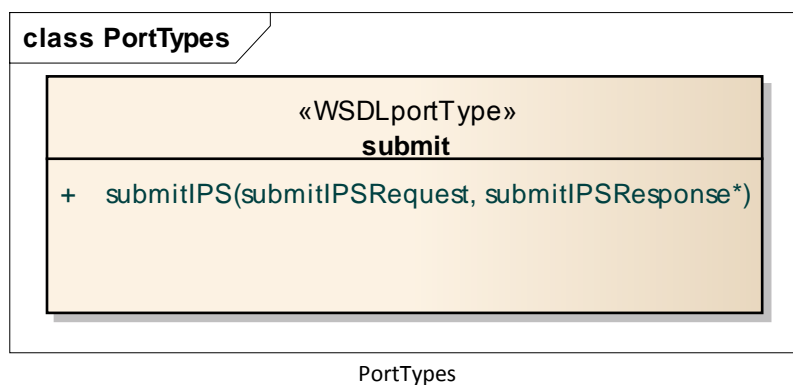 class PortTypes
«WSDLportType»
submit
+ submitIPS(submitIPSRequest, submitIPSResponse*)
PortTypes